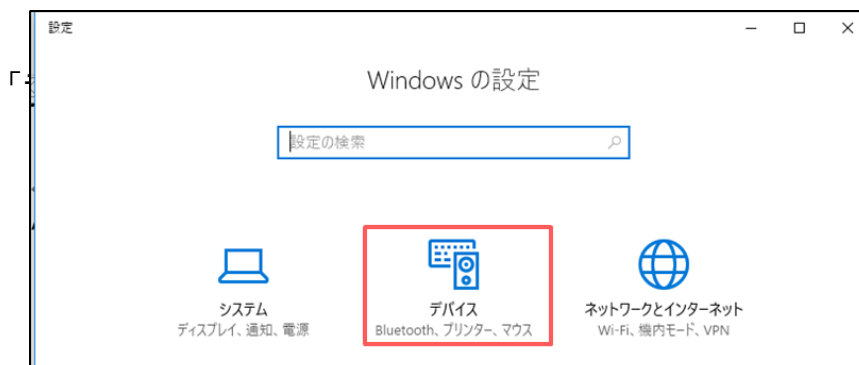 設定
Windows の設定
設定の検索
システム
ディスプレイ、通知、電源
デバイス
Bluetooth、プリンター、マウス
ネットワークとインターネット
Wi-Fi、機内モード、VPN